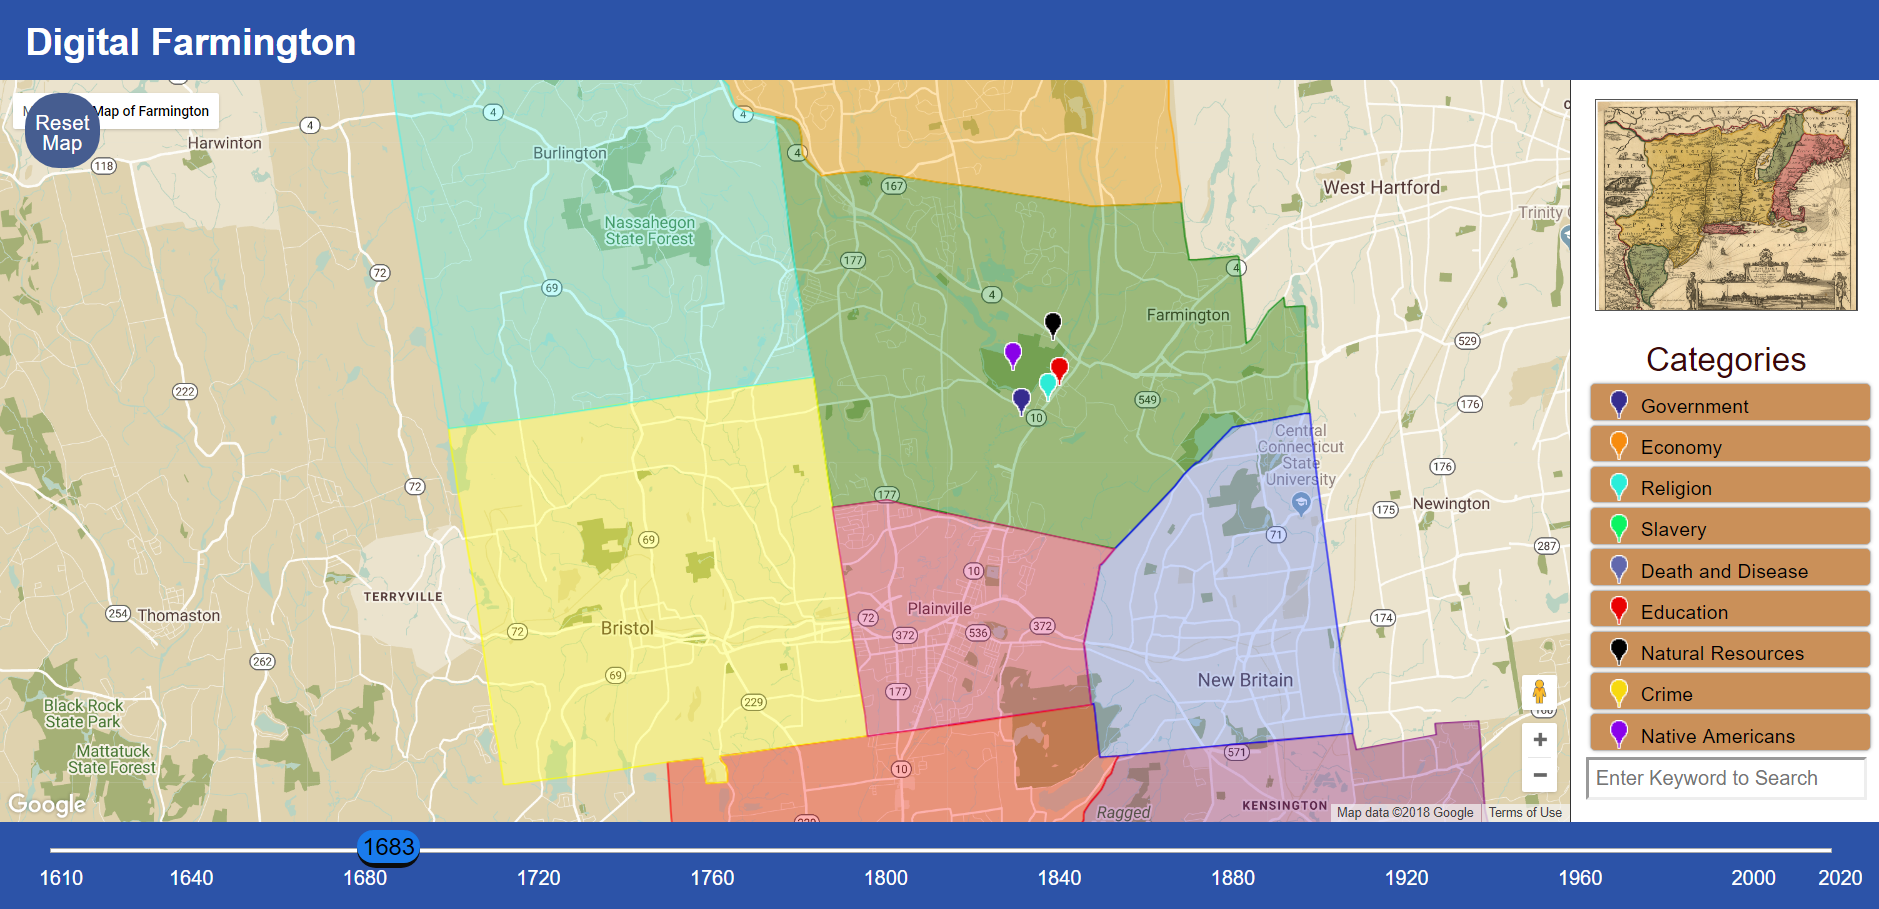 Digital Farmington
Reset
Map
Map of Farmington
Harwinton
Burlington
Nassahegon
State Forest
West Hartford
Trinity
Farmington
4
118
4
4
4
167
177
72
69
4
4
529
222
549
10
176
Central
Connecticut
State
University
72
177
176
175
Newington
69
71
287
TERRYVILLE
10
254
Thomaston
Plainville
72
372
536
372
174
72
Bristol
262
69
New Britain
177
229
Black Rock
State Park
Mattatuck
State Forest
571
10
KENSINGTON
Ragged
Google
Map data ©2018 Google
Terms of Use
Categories
Government
Economy
Religion
Slavery
Death and Disease
Education
Natural Resources
Crime
Native Americans
Enter Keyword to Search
1683
1610 1640 1680 1720 1760 1800 1840 1880 1920 1960 2000 2020